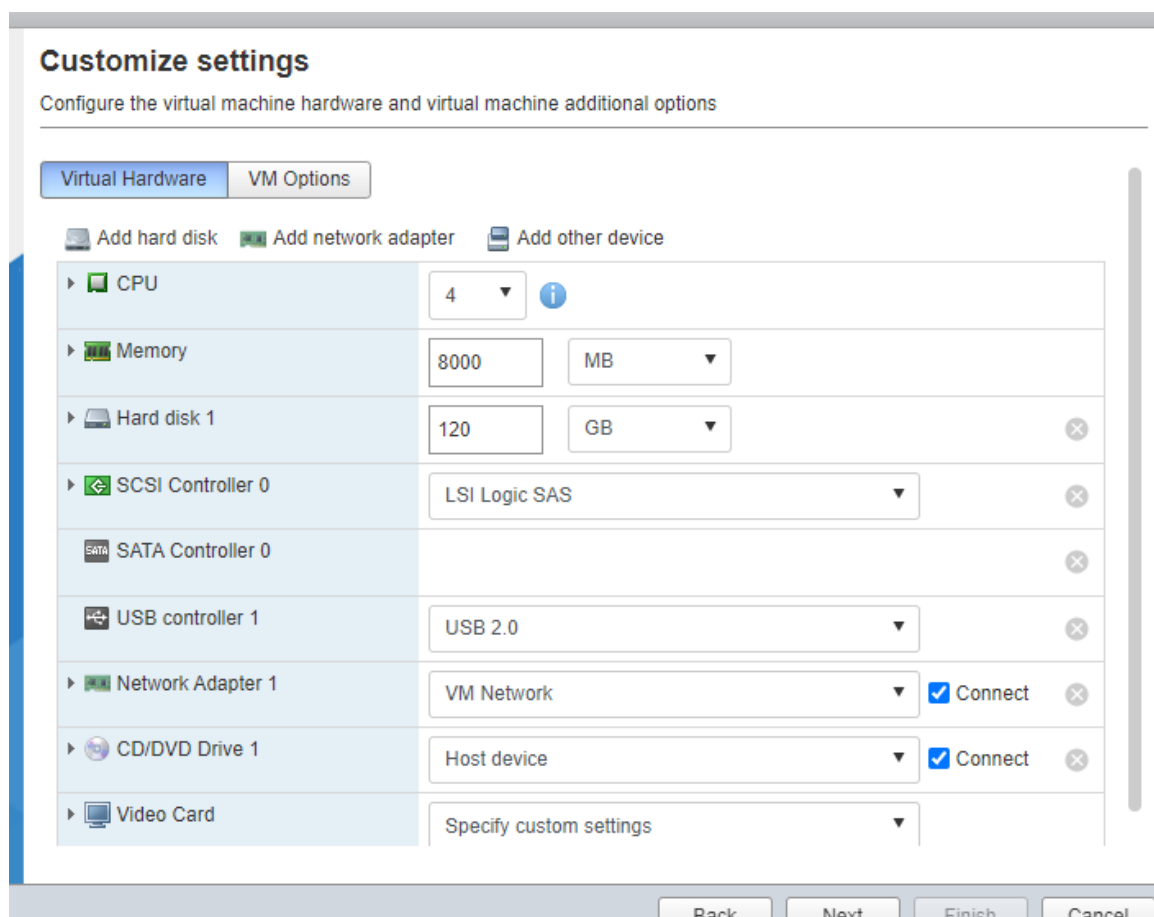 Customize settings
Configure the virtual machine hardware and virtual machine additional options
Virtual Hardware VM Options
Add hard disk Add network adapter Add other device
CPU 4 i
Memory 8000 MB
Hard disk 1 120 GB
SCSI Controller 0 LSI Logic SAS
SATA SATA Controller 0
USB controller 1 USB 2.0
Network Adapter 1 VM Network Connect
CD/DVD Drive 1 Host device Connect
Video Card Specify custom settings
Back Next Finish Cancel